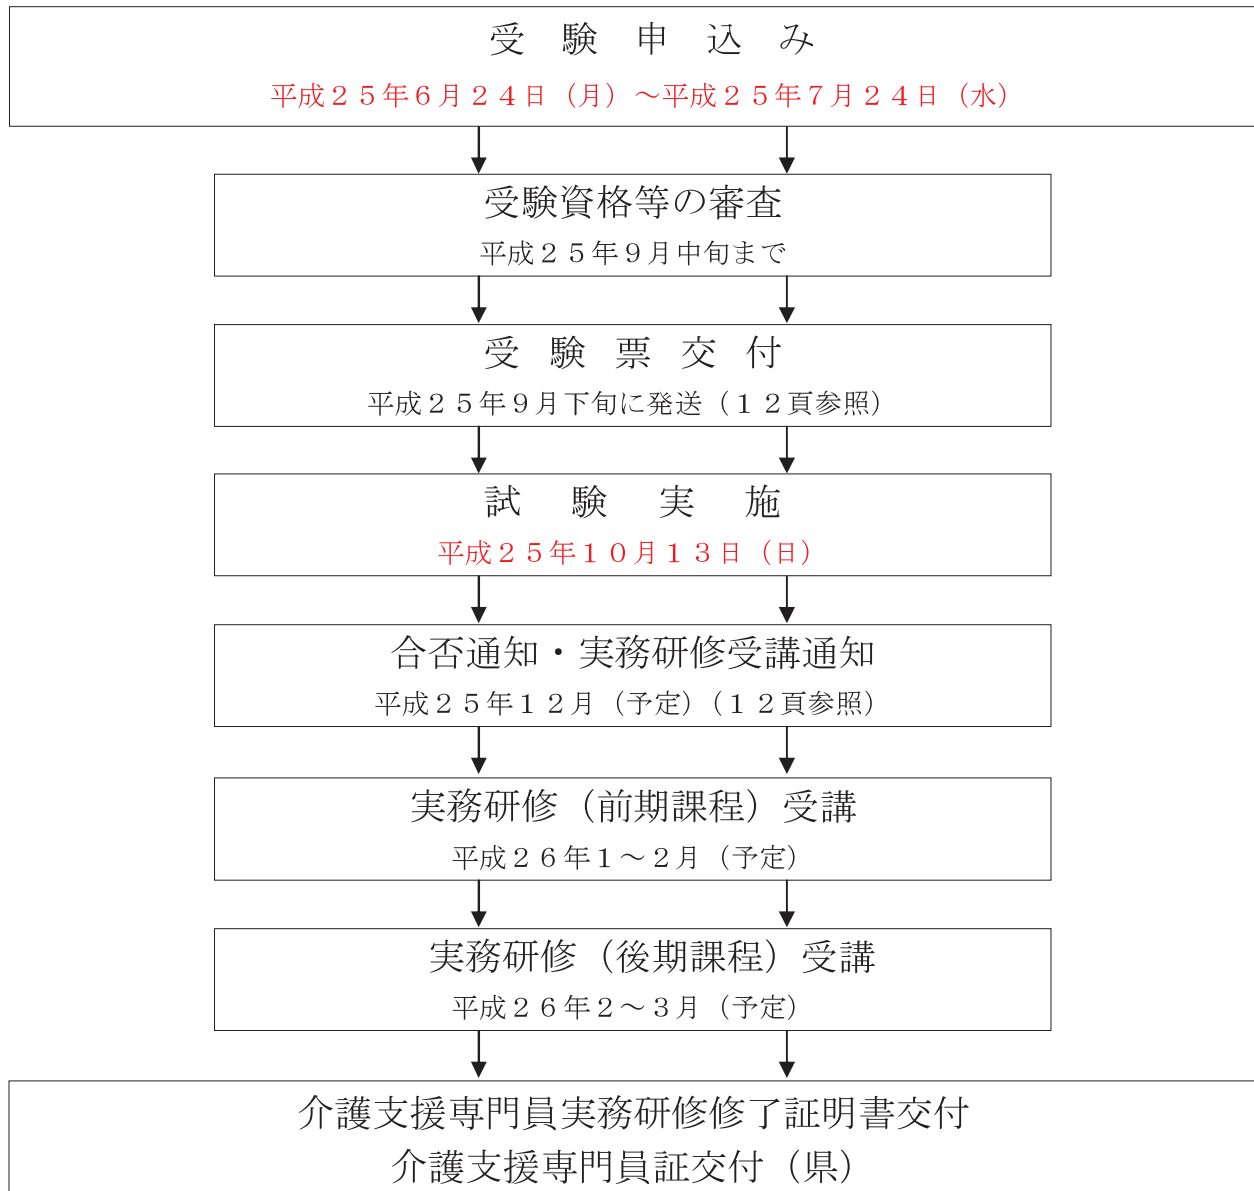 受験申込み
平成２５年６月２４日（月）～平成２５年７月２４日（水）
受験資格等の審査
平成２５年９月中旬まで
受験票交付
平成２５年９月下旬に発送（１２頁参照）
試験実施
平成２５年１０月１３日（日）
合否通知・実務研修受講通知
平成２５年１２月（予定）（１２頁参照）
実務研修（前期課程）受講
平成２６年１～２月（予定）
実務研修（後期課程）受講
平成２６年２～３月（予定）
介護支援専門員実務研修修了証明書交付
介護支援専門員証交付（県）